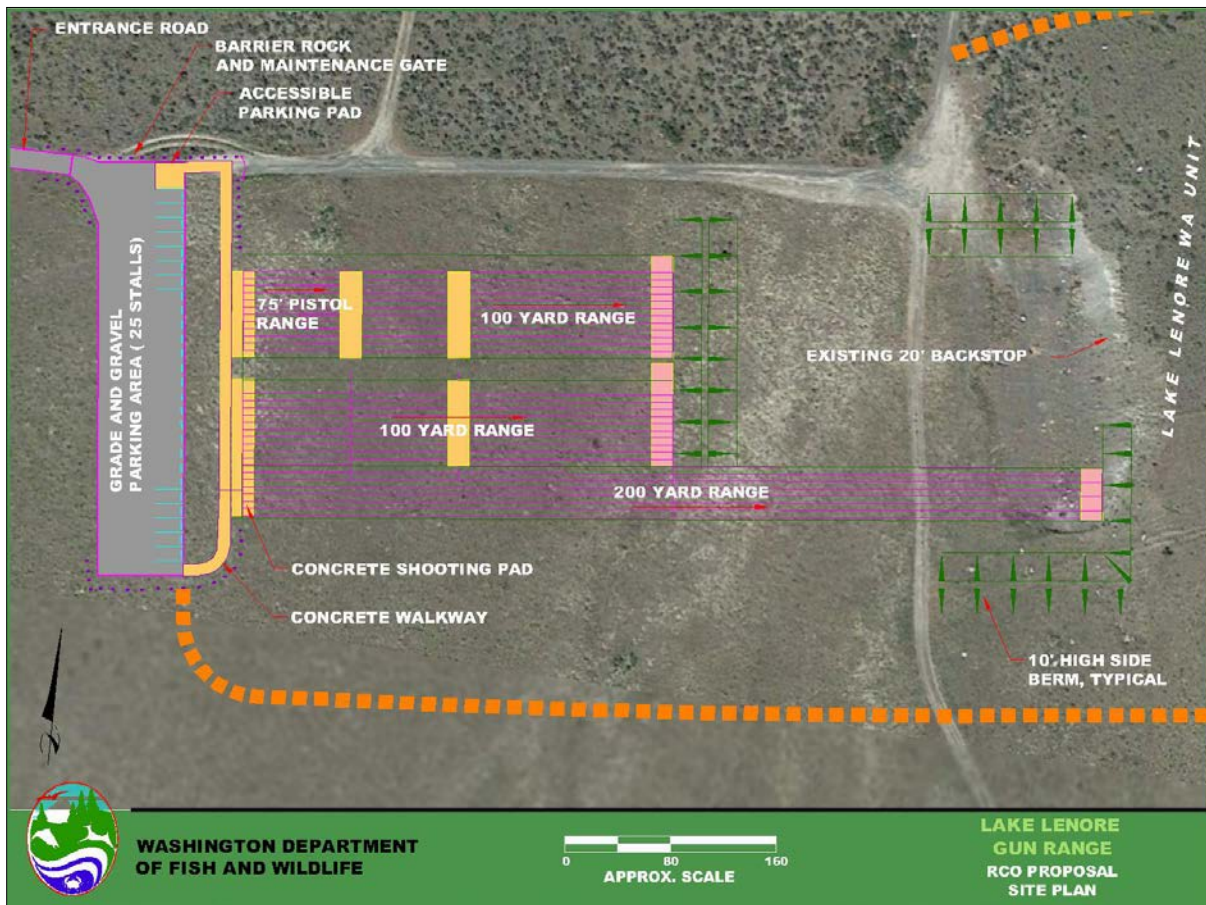 ENTRANCE ROAD
BARRIER ROCK
AND MAINTENANCE GATE
ACCESSIBLE
PARKING PAD
GRADE AND GRAVEL
PARKING AREA ( 25 STALLS)
75' PISTOL
RANGE
100 YARD RANGE
EXISTING 20' BACKSTOP
LAKE LENOREWA UNIT
100 YARD RANGE
200 YARD RANGE
CONCRETE SHOOTING PAD
CONCRETE WALKWAY
10' HIGH SIDE
BERM, TYPICAL
WASHINGTON DEPARTMENT
OF FISH AND WILDLIFE
0 80 160
APPROX. SCALE
LAKE LENORE
GUN RANGE
RCO PROPOSAL
SITE PLAN